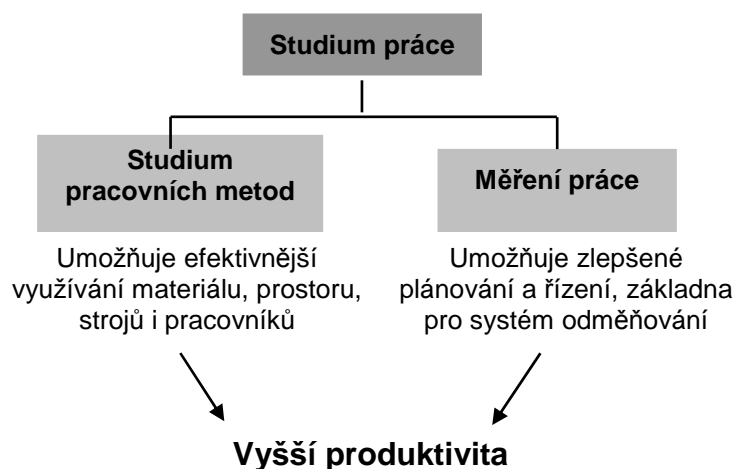 Studium práce
Studium
pracovních metod
Měření práce
Umožňuje efektivnější
využívání materiálu, prostoru,
strojů i pracovníků
Umožňuje zlepšené
plánování a řízení, základna
pro systém odměňování
Vyšší produktivita